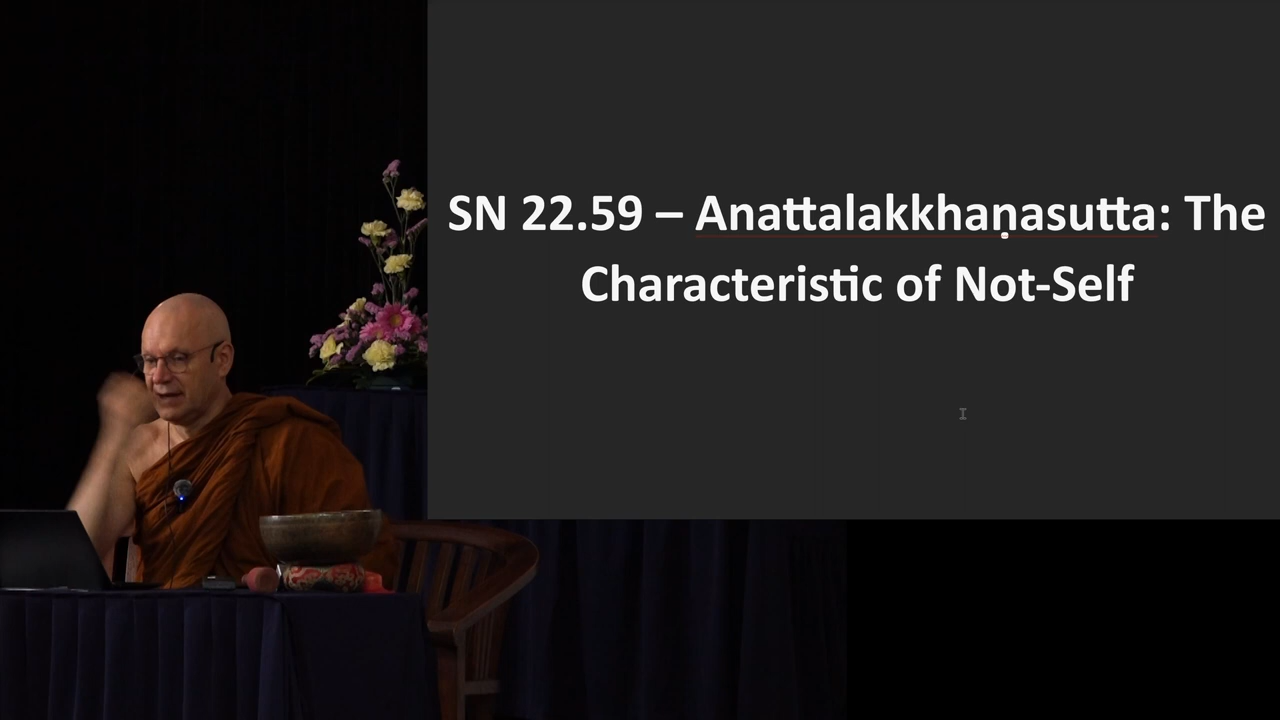 SN 22.59 – Anattalakkhaṇasutta: The
Characteristic of Not-Self